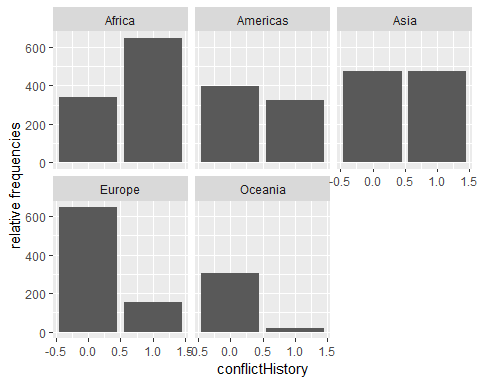 Africa Americas Asia
600
400
200
0
-0.5 0.0 0.5 1.0 1.5
Europe Oceania
600
400
200
0
-0.5 0.0 0.5 1.0 1.5 -0.5 0.0 0.5 1.0 1.5
conflictHistory
relative frequencies